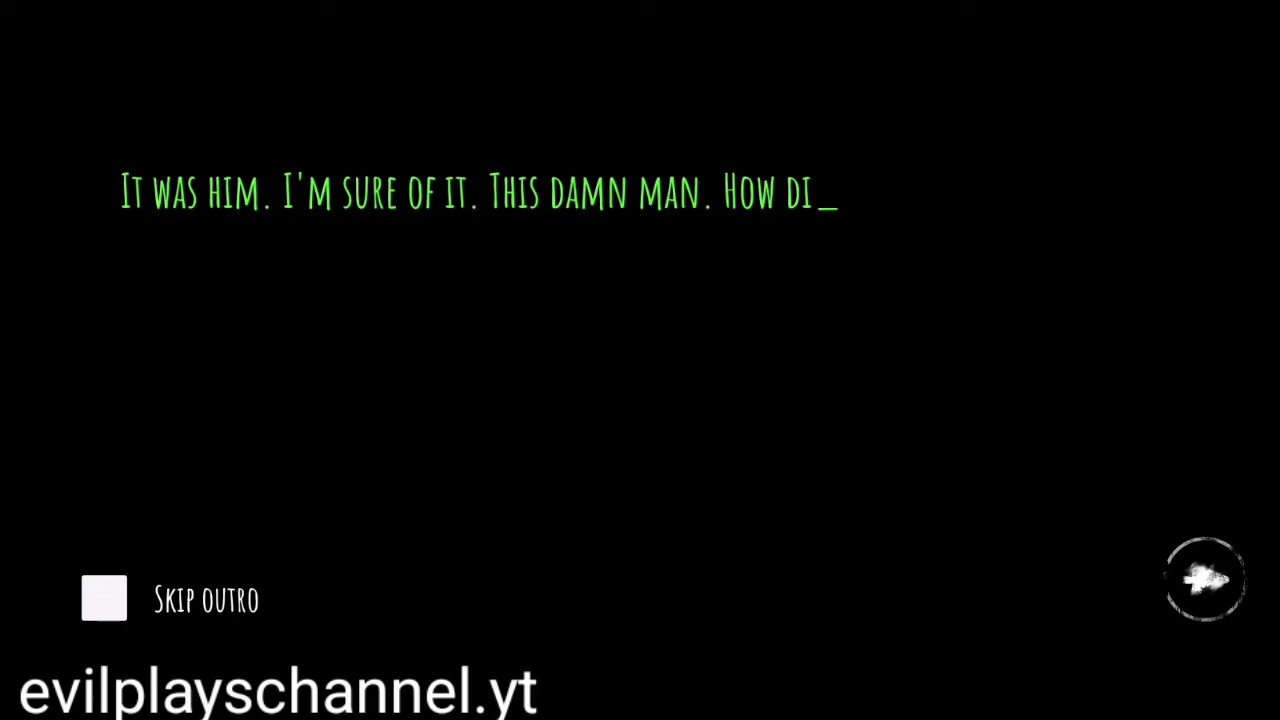 It was him. I'm sure of it. This damn man. How di_
Skip outro
evilplayschannel.yt